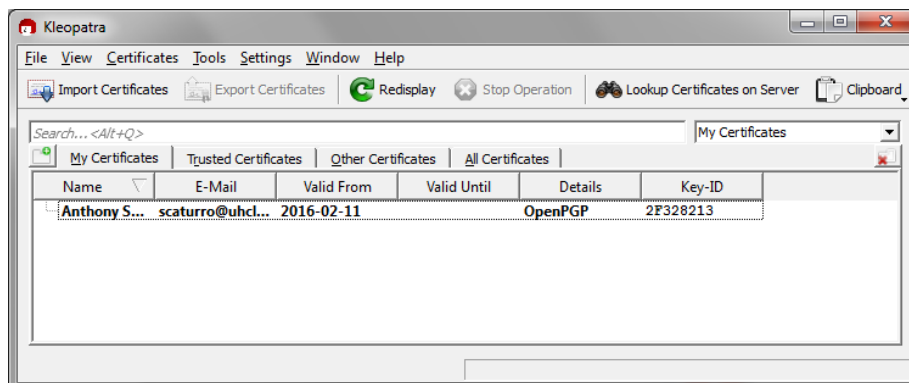 Kleopatra
File View Certificates Tools Settings Window Help
Import Certificates Export Certificates Redisplay Stop Operation Lookup Certificates on Server Clipboard
Search...<Alt+Q> My Certificates
My Certificates Trusted Certificates Other Certificates All Certificates
Name E-Mail Valid From Valid Until Details Key-ID
Anthony S... scaturro@uhcl... 2016-02-11 OpenPGP 2F328213